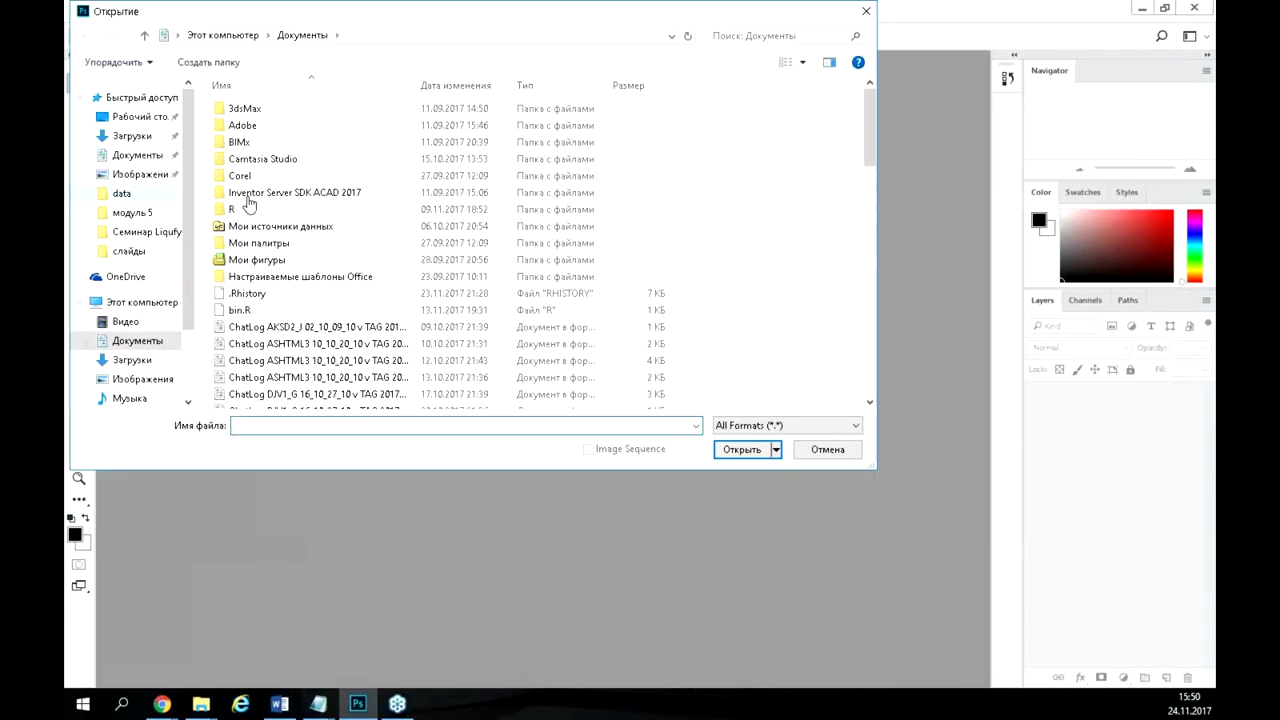 Ps Открытие
Этот компьютер > Документы >
Поиск: Документы
Упорядочить
Создать папку
?
Имя
Дата изменения
Тип
Размер
Быстрый доступ
Рабочий сто.
Загрузки
Документы
Изображени
data
модуль 5
Семинар Liqufy
слайды
OneDrive
Этот компьютер
Видео
Документы
Загрузки
Изображения
Музыка
3dsMax 11.09.2017 14:50 Папка с файлами
Adobe 11.09.2017 15:46 Папка с файлами
BIMx 11.09.2017 20:39 Папка с файлами
Camtasia Studio 15.10.2017 13:53 Папка с файлами
Corel 27.09.2017 12:09 Папка с файлами
Inventor Server SDK ACAD 2017 11.09.2017 15:06 Папка с файлами
R 09.11.2017 18:52 Папка с файлами
Мои источники данных 06.10.2017 20:54 Папка с файлами
Мои палитры 27.09.2017 12:09 Папка с файлами
Мои фигуры 28.09.2017 20:56 Папка с файлами
Настраиваемые шаблоны Office 23.09.2017 10:11 Папка с файлами
.Rhistory 23.11.2017 21:28 Файл "RHISTORY" 7 КБ
bin.R 13.11.2017 19:31 Файл "R" 1 КБ
ChatLog AKSD2_J 02_10_09_10 v TAG 201... 09.10.2017 21:39 Документ в фор... 1 КБ
ChatLog ASHTML3 10_10_20_10 v TAG 20... 10.10.2017 21:31 Документ в фор... 2 КБ
ChatLog ASHTML3 10_10_20_10 v TAG 20... 12.10.2017 21:43 Документ в фор... 4 КБ
ChatLog ASHTML3 10_10_20_10 v TAG 20... 13.10.2017 21:36 Документ в фор... 2 КБ
ChatLog DJV1_G 16_10_27_10 v TAG 2017... 17.10.2017 21:39 Документ в фор... 3 КБ
Имя файла:
All Formats (*.*)
Image Sequence
Открыть
Отмена
Navigator
Color Swatches Styles
Layers Channels Paths
Kind
Normal
Opacity:
Lock:
Fill:
fx
Ps
15:50
24.11.2017